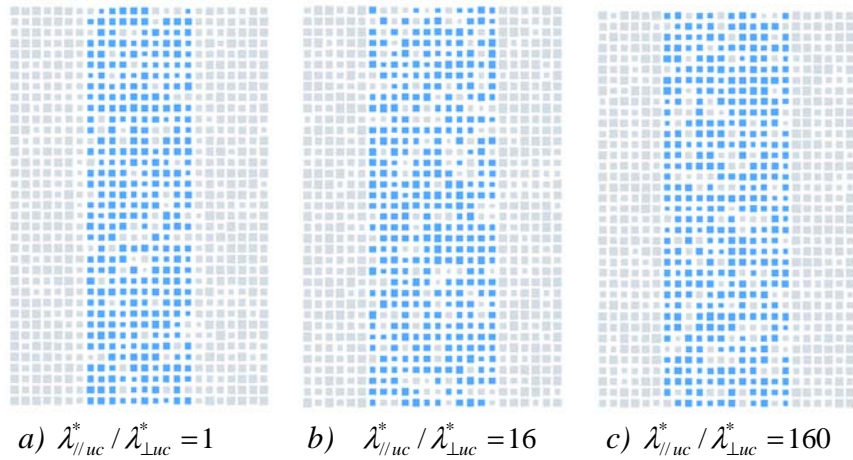 a) λ*//uc / λ*⊥uc = 1
b) λ*//uc / λ*⊥uc = 16
c) λ*//uc / λ*⊥uc = 160